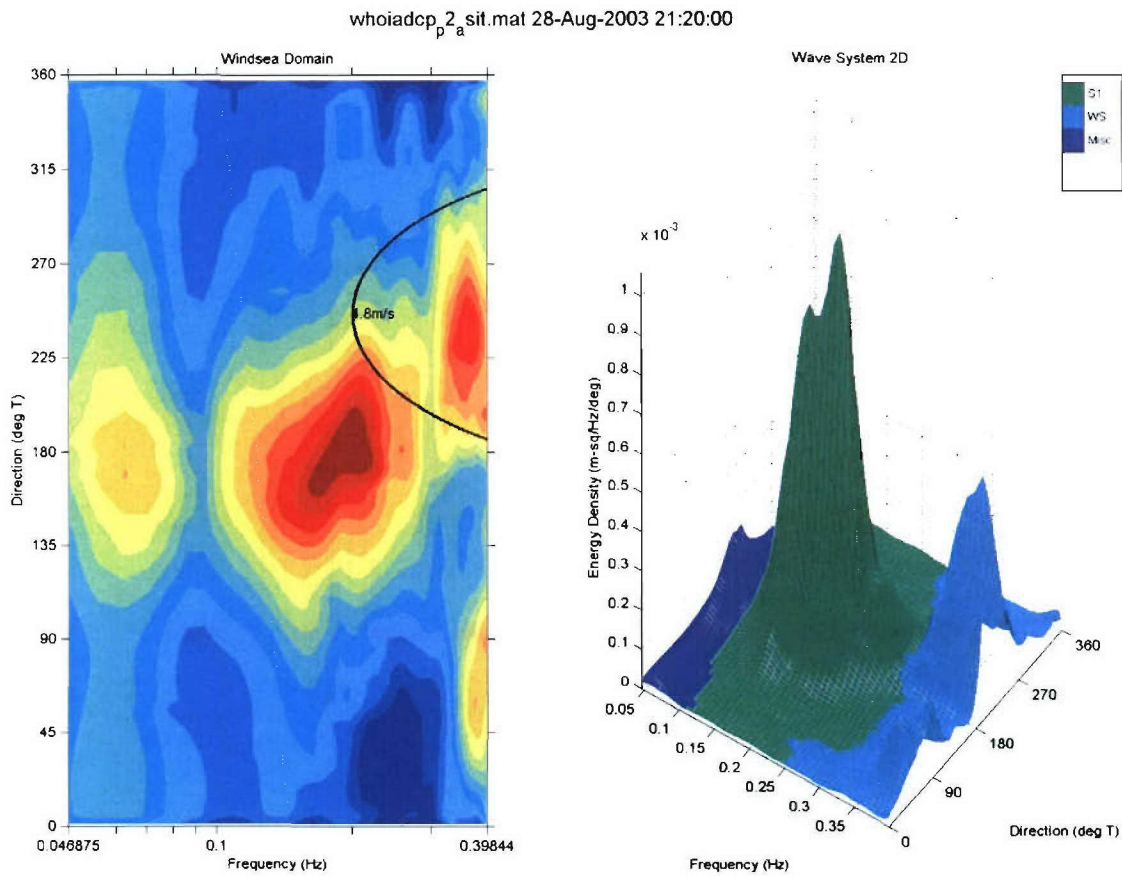 whoiadcp_p2_a sit.mat 28-Aug-2003 21:20:00
Windsea Domain
360
315
270
225
180
135
90
45
0
Direction (deg T)
0.046875
0.1
0.39844
Frequency (Hz)
.8m/s
Wave System 2D
S1
WS
Misc
x 10-3
1
0.9
0.8
0.7
0.6
0.5
0.4
0.3
0.2
0.1
0
Energy Density (m-sq/Hz/deg)
0.05
0.1
0.15
0.2
0.25
0.3
0.35
Frequency (Hz)
360
270
180
90
0
Direction (deg T)